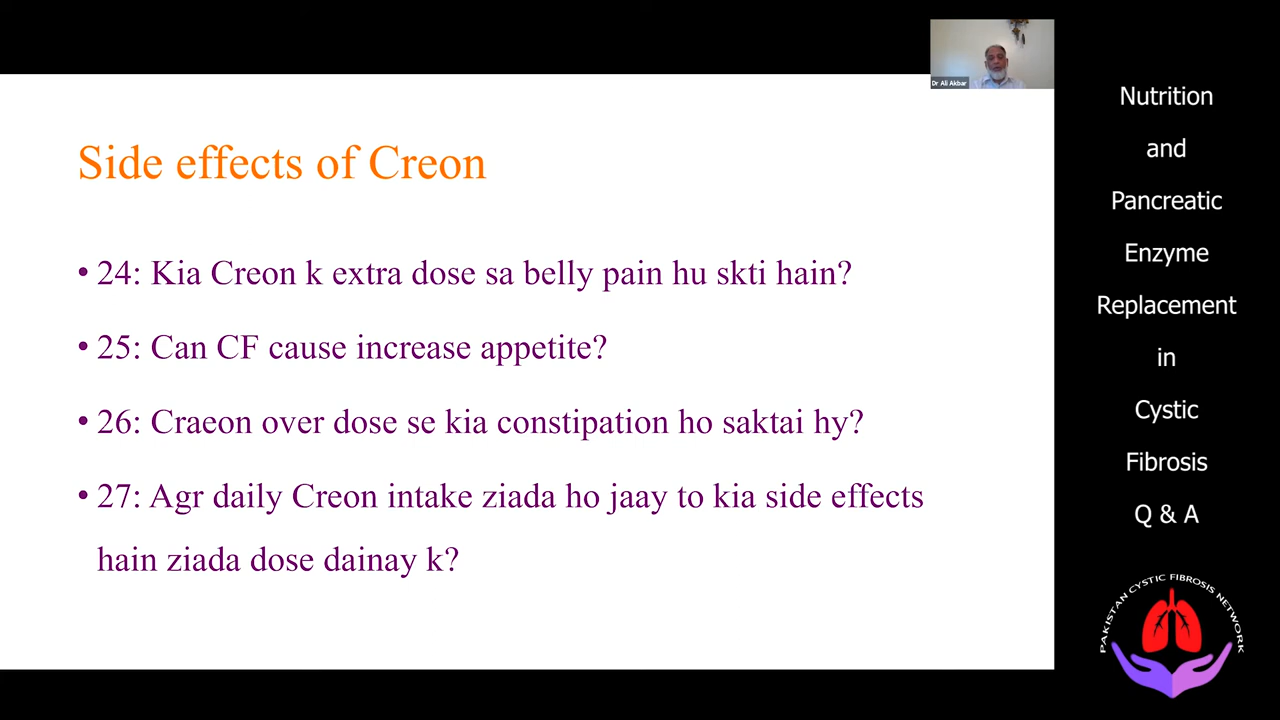 Dr Ali Akbar
Side effects of Creon
• 24: Kia Creon k extra dose sa belly pain hu skti hain?
• 25: Can CF cause increase appetite?
• 26: Craeon over dose se kia constipation ho saktai hy?
• 27: Agr daily Creon intake ziada ho jaay to kia side effects
hain ziada dose dainay k?
Nutrition
and
Pancreatic
Enzyme
Replacement
in
Cystic
Fibrosis
Q & A
PAKISTAN CYSTIC FIBROSIS NETWORK